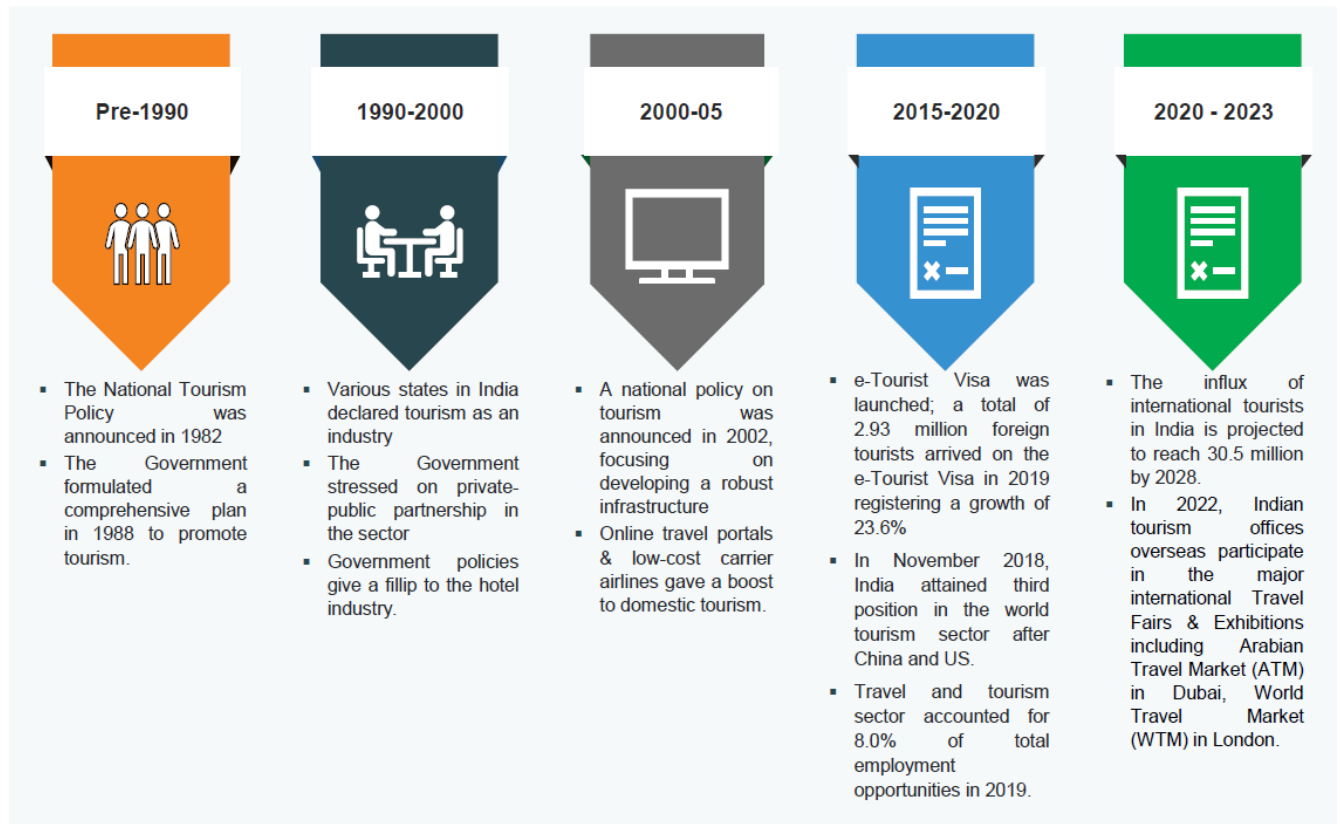 Pre-1990
1990-2000
2000-05
2015-2020
2020 - 2023
▪ The National Tourism
Policy was
announced in 1982
▪ The Government
formulated a
comprehensive plan
in 1988 to promote
tourism.
▪ Various states in India
declared tourism as an
industry
▪ The Government
stressed on private-
public partnership in
the sector
▪ Government policies
give a fillip to the hotel
industry.
▪ A national policy on
tourism was
announced in 2002,
focusing on
developing a robust
infrastructure
▪ Online travel portals
& low-cost carrier
airlines gave a boost
to domestic tourism.
▪ e-Tourist Visa was
launched; a total of
2.93 million foreign
tourists arrived on the
e-Tourist Visa in 2019
registering a growth of
23.6%
▪ In November 2018,
India attained third
position in the world
tourism sector after
China and US.
▪ Travel and tourism
sector accounted for
8.0% of total
employment
opportunities in 2019.
▪ The influx of
international tourists
in India is projected
to reach 30.5 million
by 2028.
▪ In 2022, Indian
tourism offices
overseas participate
in the major
international Travel
Fairs & Exhibitions
including Arabian
Travel Market (ATM)
in Dubai, World
Travel Market
(WTM) in London.